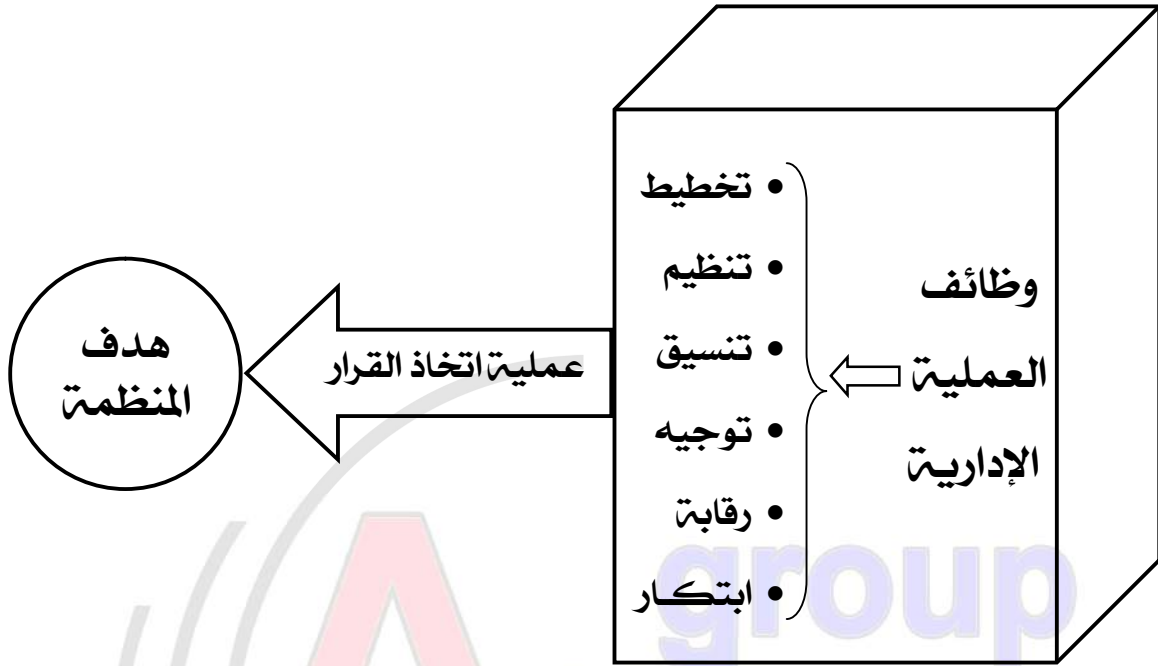 وظائف
العملية
الإدارية
• تخطيط
• تنظيم
• تنسيق
• توجيه
• رقابة
• ابتكار
عملية اتخاذ القرار
هدف
المنظمة
A
group